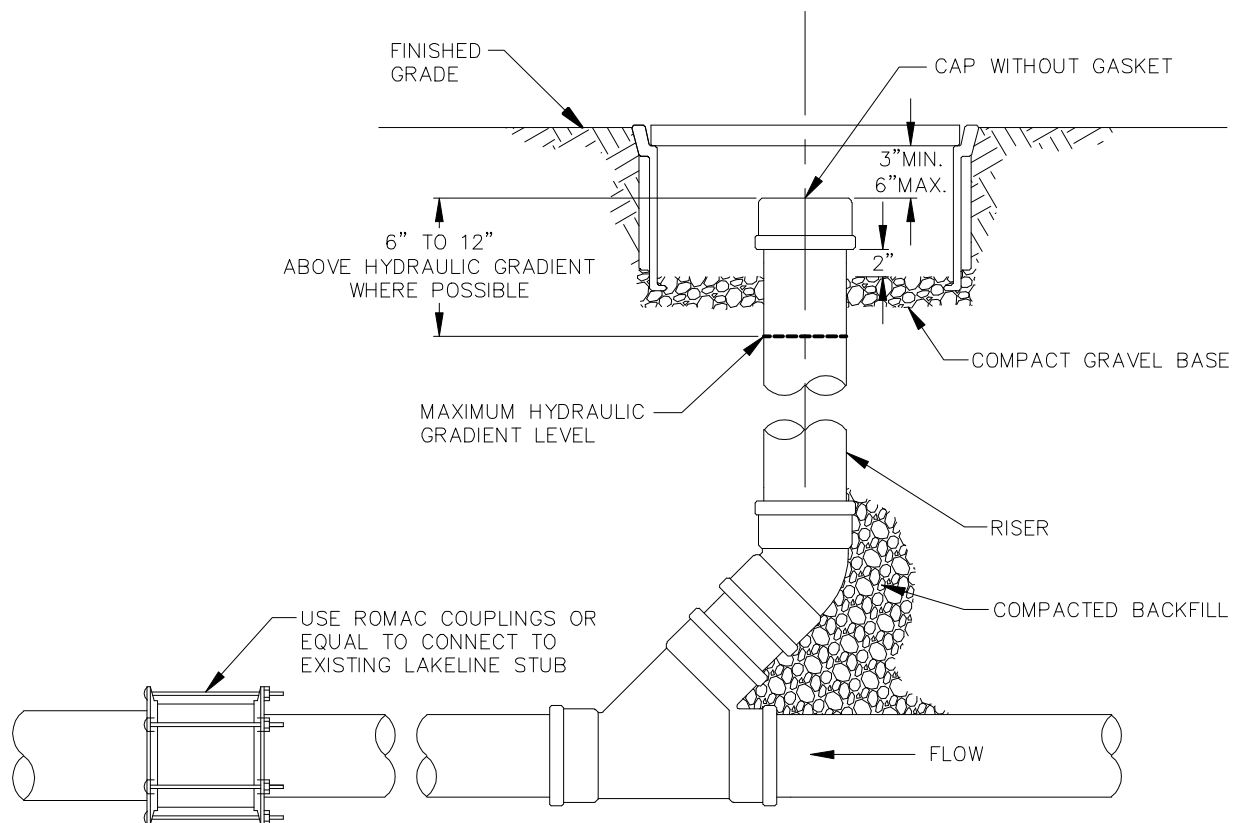 FINISHED
GRADE
CAP WITHOUT GASKET
3”MIN.
6”MAX.
6” TO 12”
ABOVE HYDRAULIC GRADIENT
WHERE POSSIBLE
2”
COMPACT GRAVEL BASE
MAXIMUM HYDRAULIC
GRADIENT LEVEL
RISER
COMPACTED BACKFILL
USE ROMAC COUPLINGS OR
EQUAL TO CONNECT TO
EXISTING LAKELINE STUB
FLOW